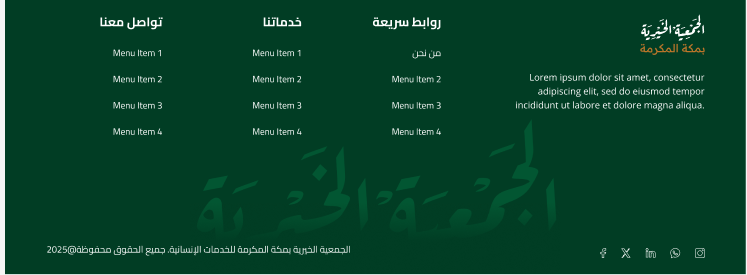 الجمعية الخيرية
بمكة المكرمة
Lorem ipsum dolor sit amet, consectetur
adipiscing elit, sed do eiusmod tempor
incididunt ut labore et dolore magna aliqua.
روابط سريعة
من نحن
Menu Item 2
Menu Item 3
Menu Item 4
خدماتنا
Menu Item 1
Menu Item 2
Menu Item 3
Menu Item 4
تواصل معنا
Menu Item 1
Menu Item 2
Menu Item 3
Menu Item 4
الجمعية الخيرية
الجمعية الخيرية بمكة المكرمة للخدمات الإنسانية. جميع الحقوق محفوظة@2025